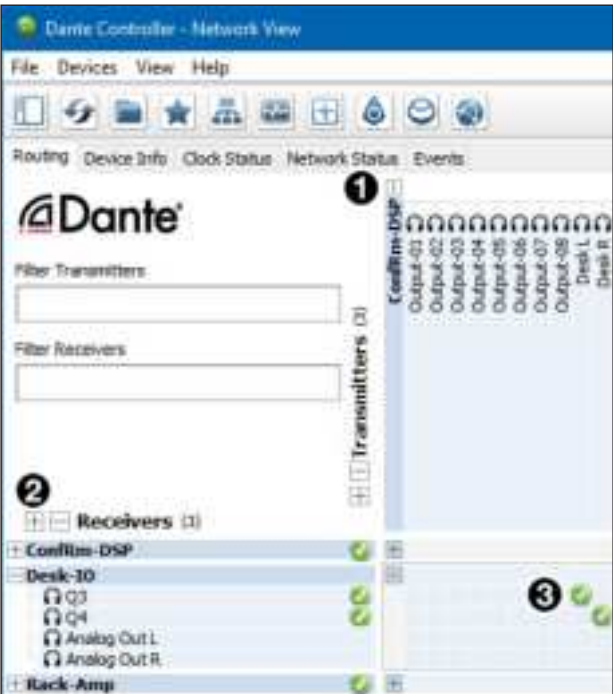 Dante Controller - Network View
File Devices View Help
Routing Device Info Clock Status Network Status Events
1
Dante
Filter Transmitters
Filter Receivers
Transmitters (3)
ConfRm-DSP
Output-01
Output-02
Output-03
Output-04
Output-05
Output-06
Output-07
Output-08
Desk L
Desk R
2
Receivers (3)
ConfRm-DSP
Desk-IO
Q3
3
Q4
Analog Out L
Analog Out R
Rack-Amp